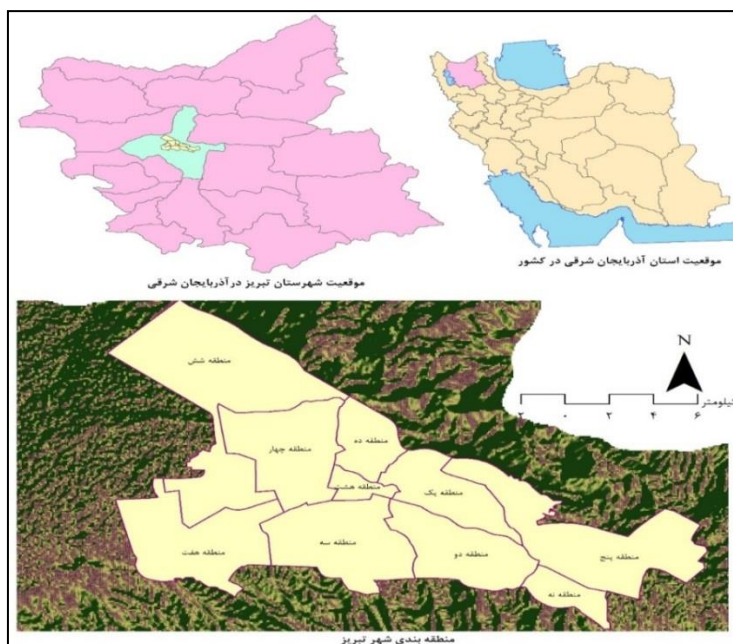 موقعیت استان آذربایجان شرقی در کشور
موقعیت شهرستان تبریز در آذربایجان شرقی
N
کیلومتر
۲ ۰ ۲ ۴ ۶
منطقه شش
منطقه ده
منطقه چهار
منطقه هشت
منطقه یک
منطقه هفت
منطقه سه
منطقه دو
منطقه پنج
منطقه نه
منطقه بندی شهر تبریز